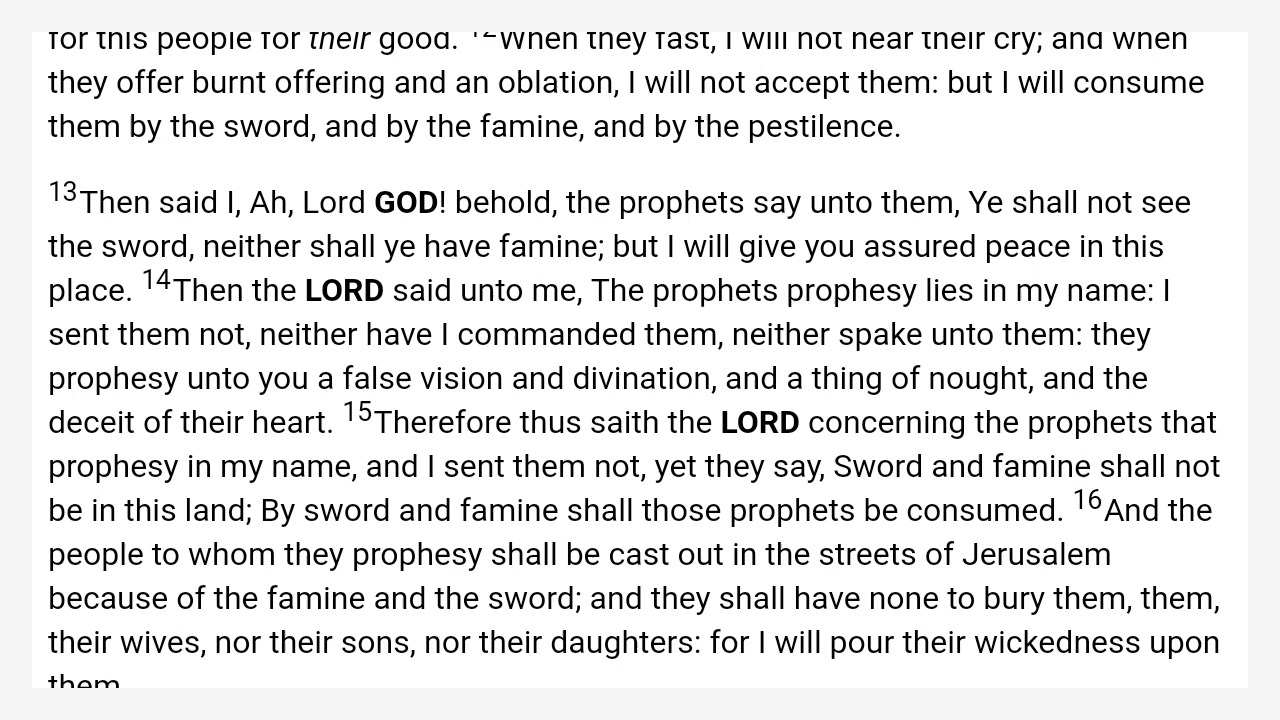 for this people for their good. 12When they fast, I will not hear their cry; and when
they offer burnt offering and an oblation, I will not accept them: but I will consume
them by the sword, and by the famine, and by the pestilence.
13Then said I, Ah, Lord GOD! behold, the prophets say unto them, Ye shall not see
the sword, neither shall ye have famine; but I will give you assured peace in this
place. 14Then the LORD said unto me, The prophets prophesy lies in my name: I
sent them not, neither have I commanded them, neither spake unto them: they
prophesy unto you a false vision and divination, and a thing of nought, and the
deceit of their heart. 15Therefore thus saith the LORD concerning the prophets that
prophesy in my name, and I sent them not, yet they say, Sword and famine shall not
be in this land; By sword and famine shall those prophets be consumed. 16And the
people to whom they prophesy shall be cast out in the streets of Jerusalem
because of the famine and the sword; and they shall have none to bury them, them,
their wives, nor their sons, nor their daughters: for I will pour their wickedness upon
them